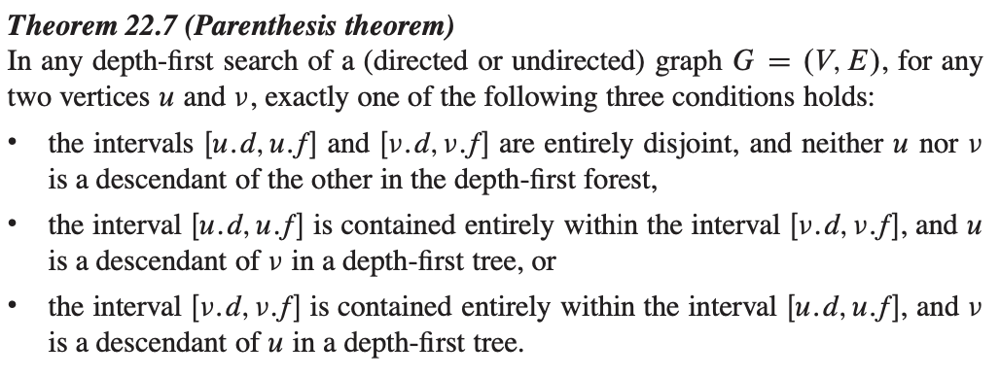 Theorem 22.7 (Parenthesis theorem)
In any depth-first search of a (directed or undirected) graph G = (V, E), for any
two vertices u and ν, exactly one of the following three conditions holds:
• the intervals [u.d, u.f] and [ν.d, ν.f] are entirely disjoint, and neither u nor ν
is a descendant of the other in the depth-first forest,
• the interval [u.d, u.f] is contained entirely within the interval [ν.d, ν.f], and u
is a descendant of ν in a depth-first tree, or
• the interval [ν.d, ν.f] is contained entirely within the interval [u.d, u.f], and ν
is a descendant of u in a depth-first tree.